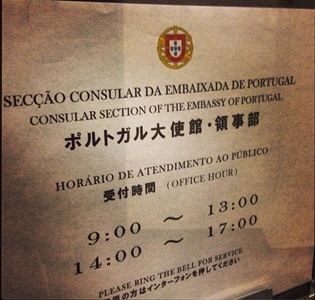 SECÇÃO CONSULAR DA EMBAIXADA DE PORTUGAL
CONSULAR SECTION OF THE EMBASSY OF PORTUGAL
ポルトガル大使館・領事部
HORÁRIO DE ATENDIMENTO AO PÚBLICO
受付時間 (OFFICE HOUR)
9:00 〜 13:00
14:00 〜 17:00
PLEASE RING THE BELL FOR SERVICE
の方はインターフォンを押してください